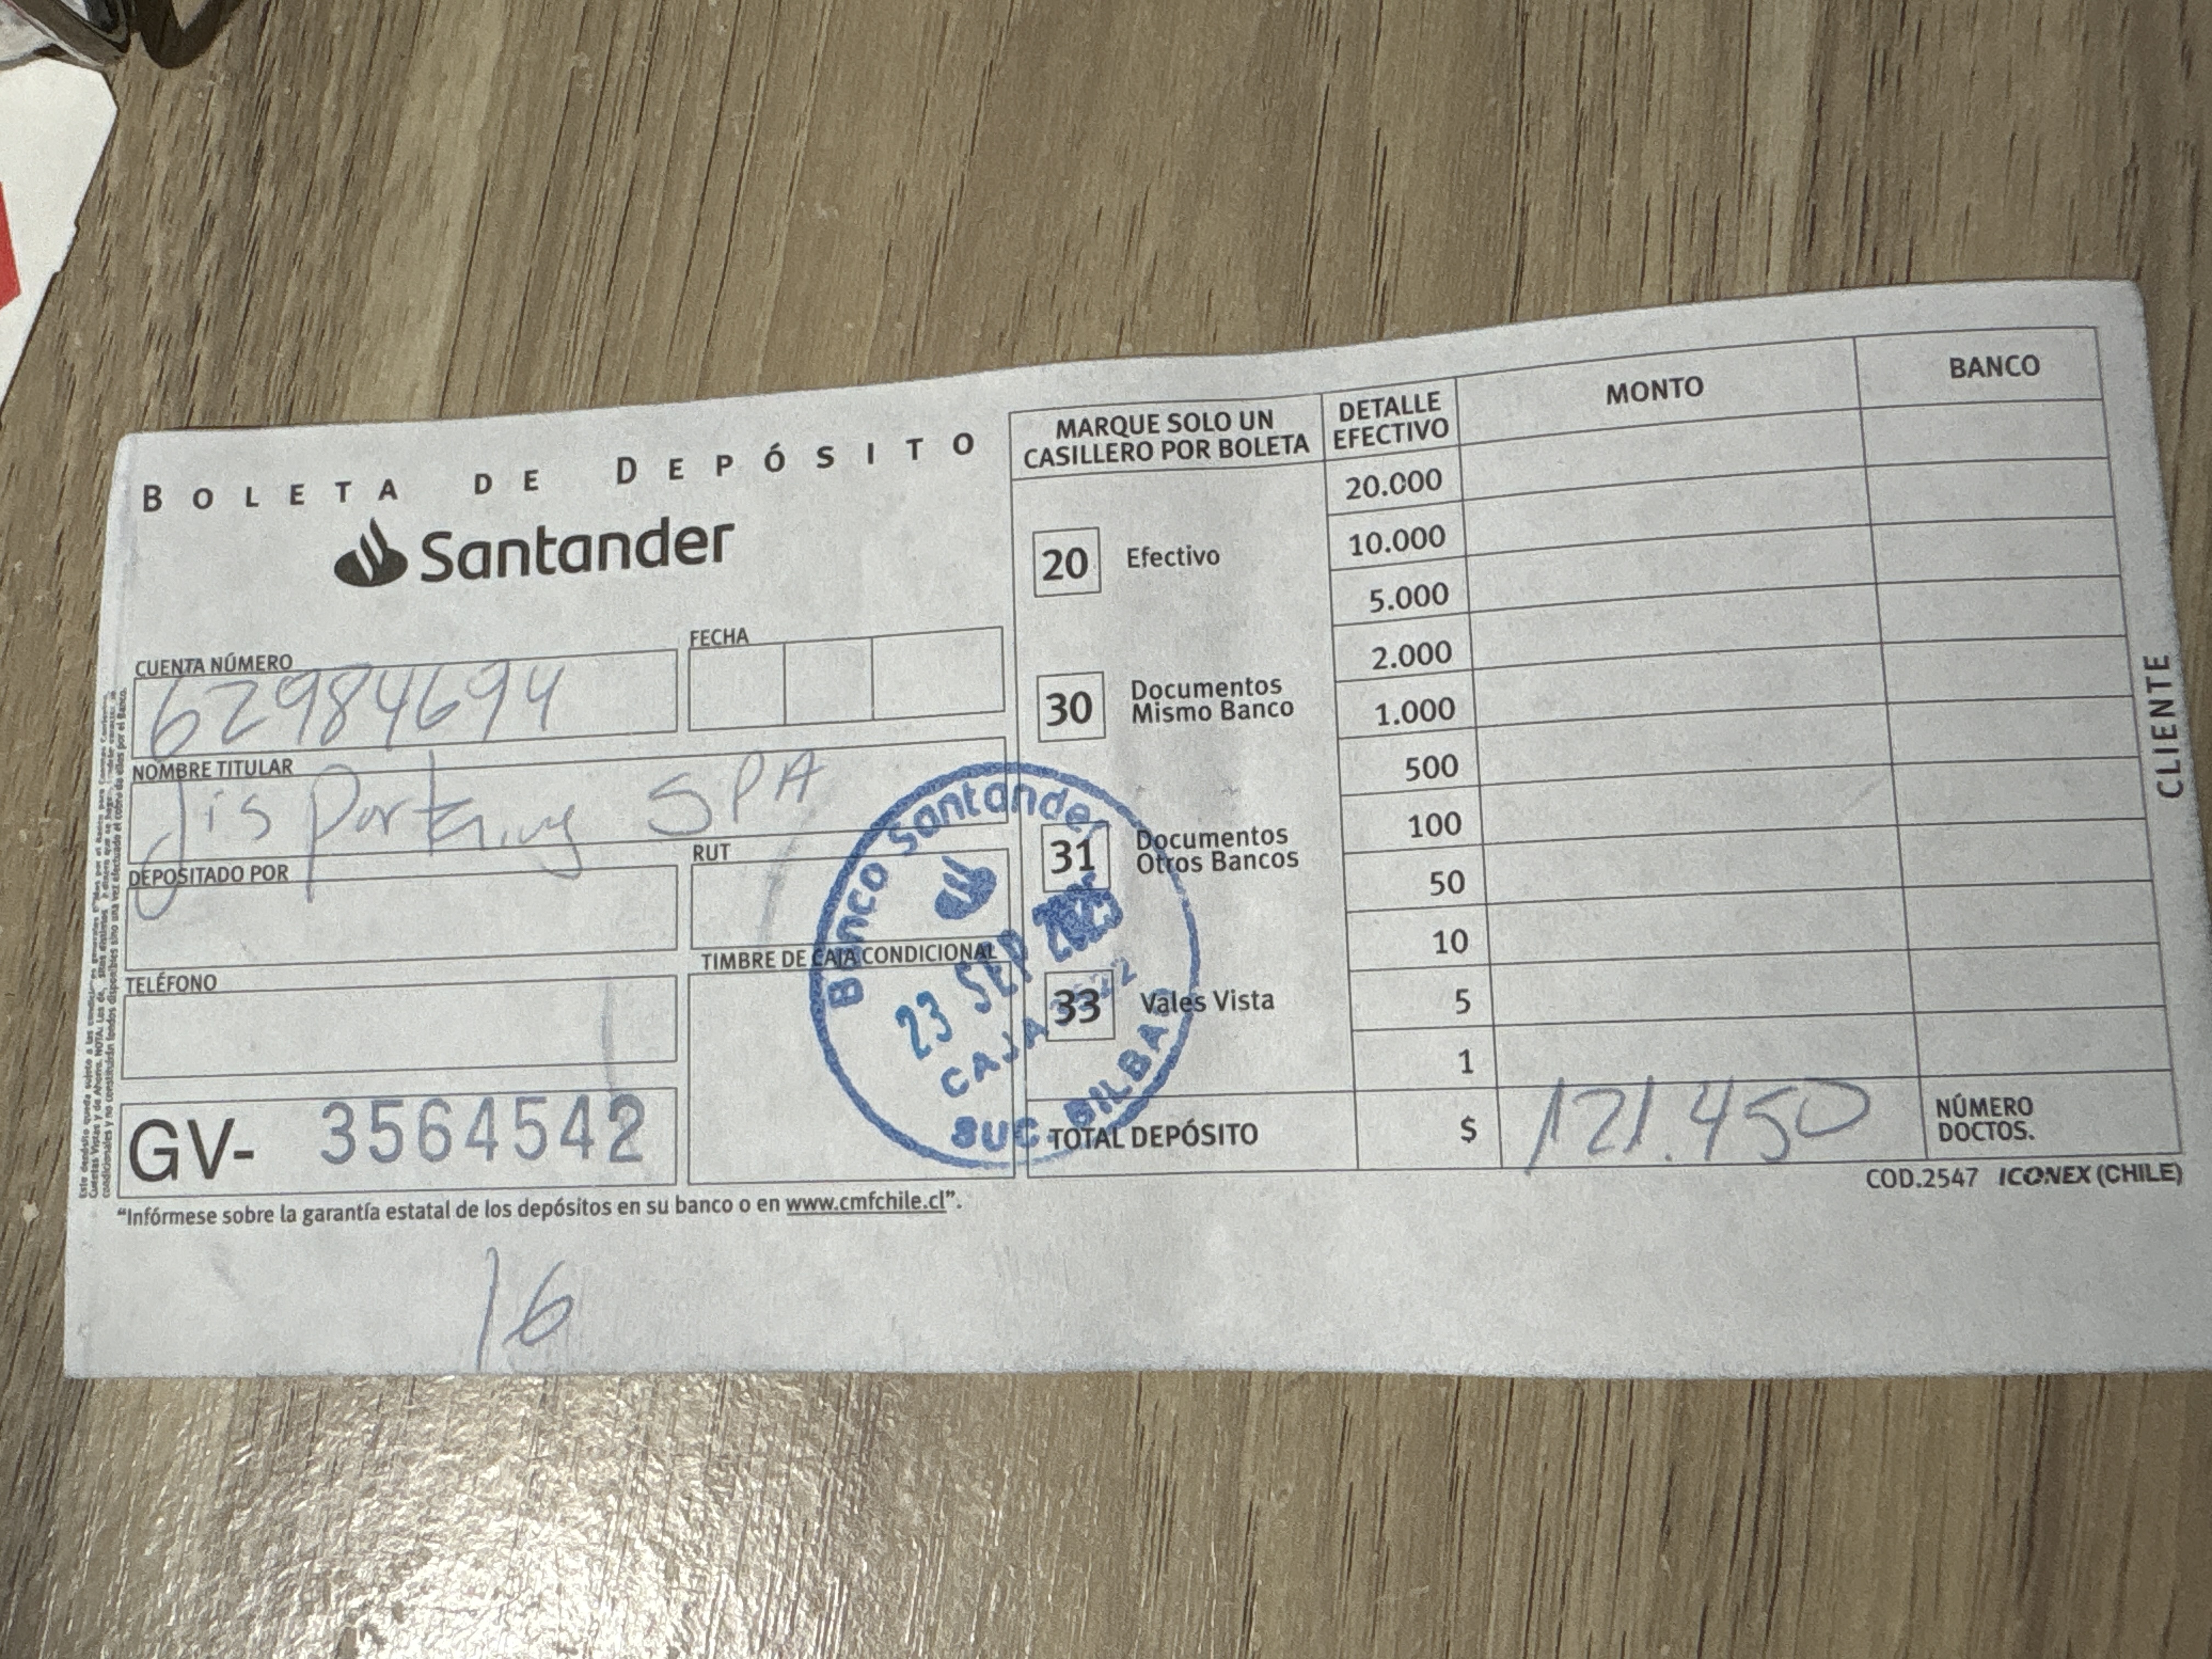 BOLETA DE DEPÓSITO
Santander
CUENTA NÚMERO
62984694
FECHA
NOMBRE TITULAR
Jis Parking SPA
DEPOSITADO POR
RUT
TELÉFONO
TIMBRE DE CAJA CONDICIONAL
GV- 3564542
“Infórmese sobre la garantía estatal de los depósitos en su banco o en www.cmfchile.cl”.
16
Banco Santander
23 SEP
CAJA
SUC. BILBAO
MARQUE SOLO UN
CASILLERO POR BOLETA
20 Efectivo
30 Documentos
Mismo Banco
31 Documentos
Otros Bancos
33 Vales Vista
DETALLE
EFECTIVO
MONTO
BANCO
20.000
10.000
5.000
2.000
1.000
500
100
50
10
5
1
TOTAL DEPÓSITO $ 121.450
NÚMERO
DOCTOS.
COD.2547 ICONEX (CHILE)
CLIENTE